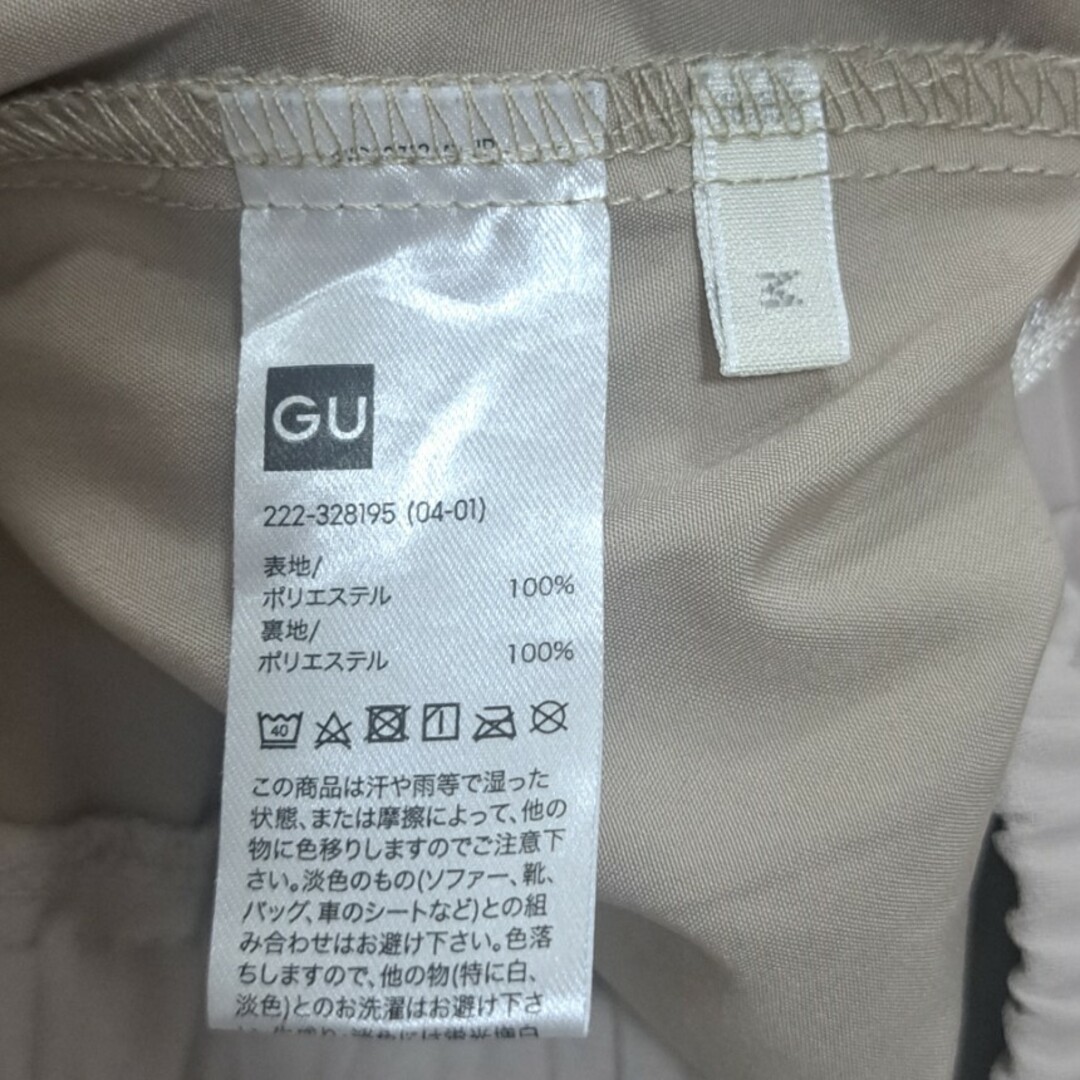 M
GU
222-328195 (04-01)
表地/
ポリエステル 100%
裏地/
ポリエステル 100%
40
この商品は汗や雨等で湿った
状態、または摩擦によって、他の
物に色移りしますのでご注意下
さい。淡色のもの(ソファー、靴、
バッグ、車のシートなど)との組
み合わせはお避け下さい。色落
ちしますので、他の物(特に白、
淡色)とのお洗濯はお避け下さ